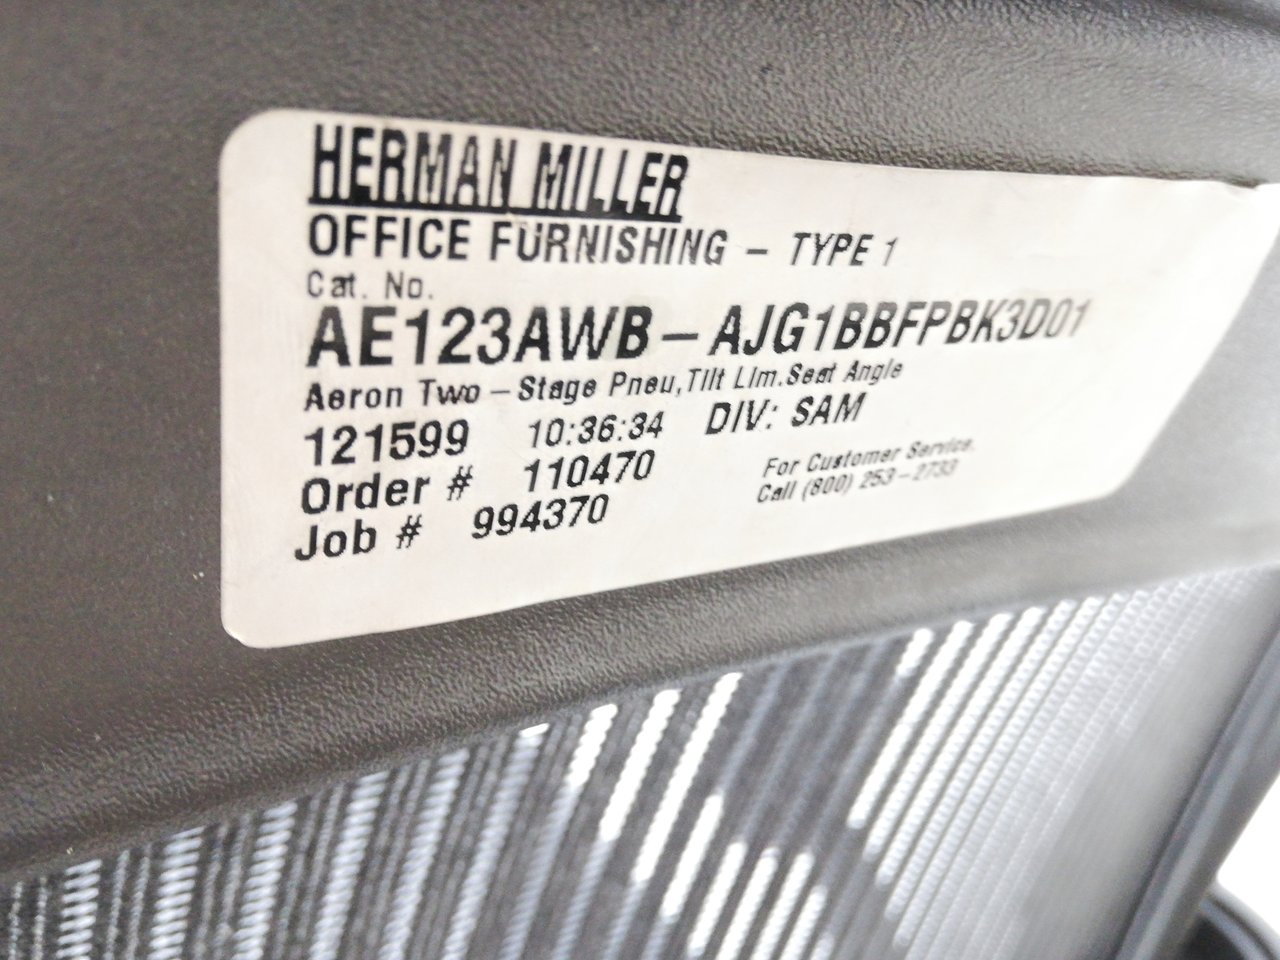 HERMAN MILLER
OFFICE FURNISHING – TYPE 1
Cat. No.
AE123AWB – AJG1BBFPBK3D01
Aeron Two – Stage Pneu,Tilt Lim.Seat Angle
121599 10:36:34 DIV: SAM
Order # 110470
Job # 994370
For Customer Service,
Call (800) 253–2733